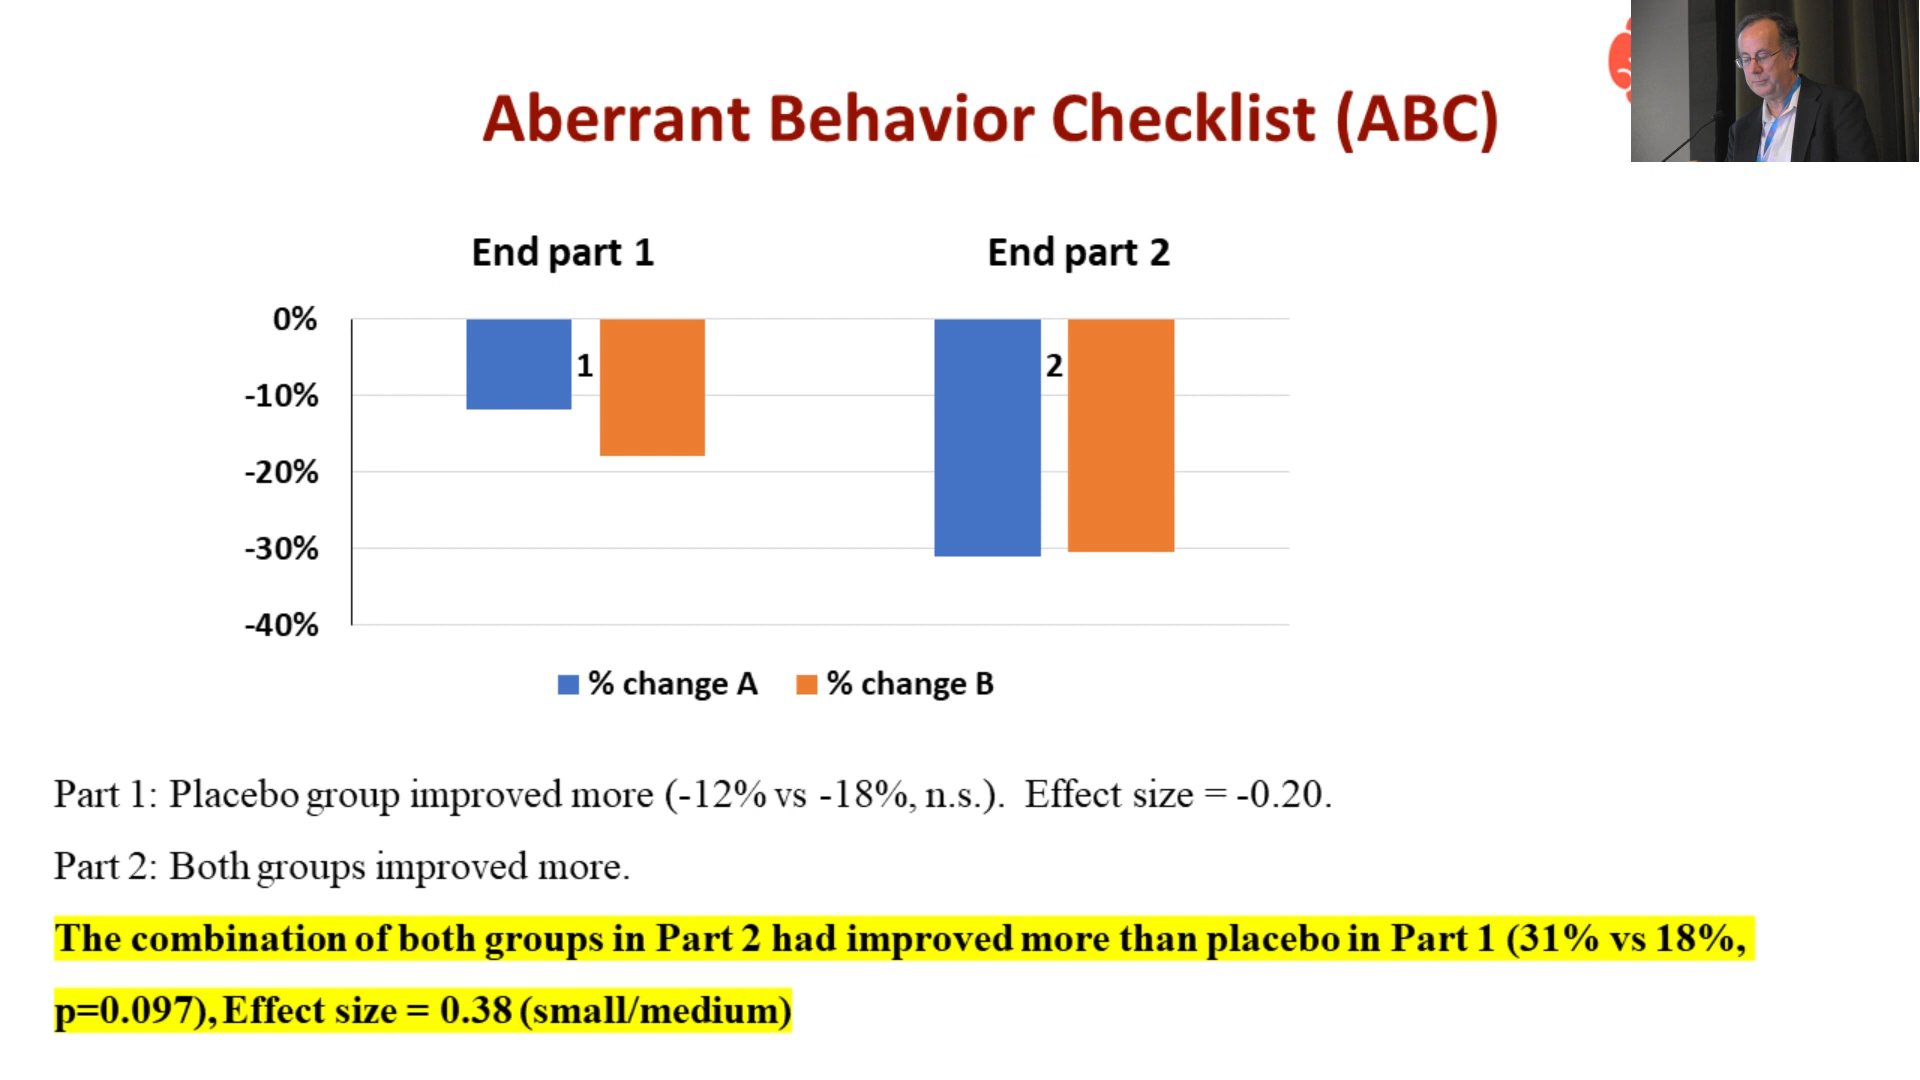 Aberrant Behavior Checklist (ABC)
End part 1 End part 2
0%
1 2
-10%
-20%
-30%
-40%
% change A % change B
Part 1: Placebo group improved more (-12% vs -18%, n.s.). Effect size = -0.20.
Part 2: Both groups improved more.
The combination of both groups in Part 2 had improved more than placebo in Part 1 (31% vs 18%,
p=0.097), Effect size = 0.38 (small/medium)